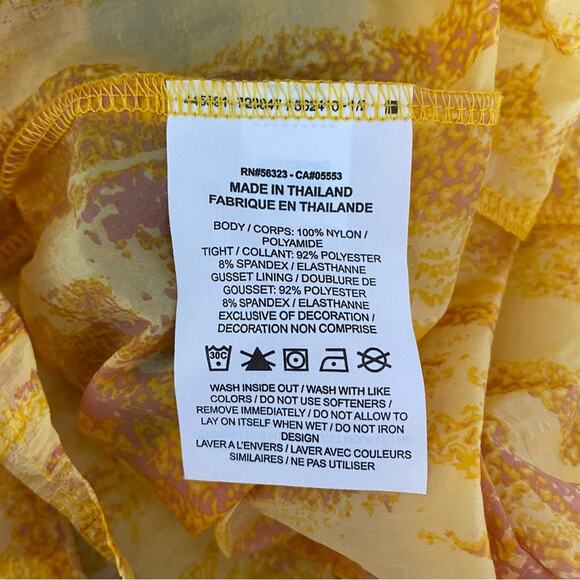 RN#56323 - CA#05553
MADE IN THAILAND
FABRIQUE EN THAILANDE
BODY / CORPS: 100% NYLON /
POLYAMIDE
TIGHT / COLLANT: 92% POLYESTER
8% SPANDEX / ELASTHANNE
GUSSET LINING / DOUBLURE DE
GOUSSET: 92% POLYESTER
8% SPANDEX / ELASTHANNE
EXCLUSIVE OF DECORATION /
DECORATION NON COMPRISE
30C
WASH INSIDE OUT / WASH WITH LIKE
COLORS / DO NOT USE SOFTENERS /
REMOVE IMMEDIATELY / DO NOT ALLOW TO
LAY ON ITSELF WHEN WET / DO NOT IRON
DESIGN
LAVER A L'ENVERS / LAVER AVEC COULEURS
SIMILAIRES / NE PAS UTILISER